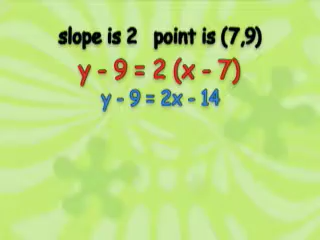 slope is 2 point is (7,9)
y - 9 = 2 (x - 7)
y - 9 = 2x - 14